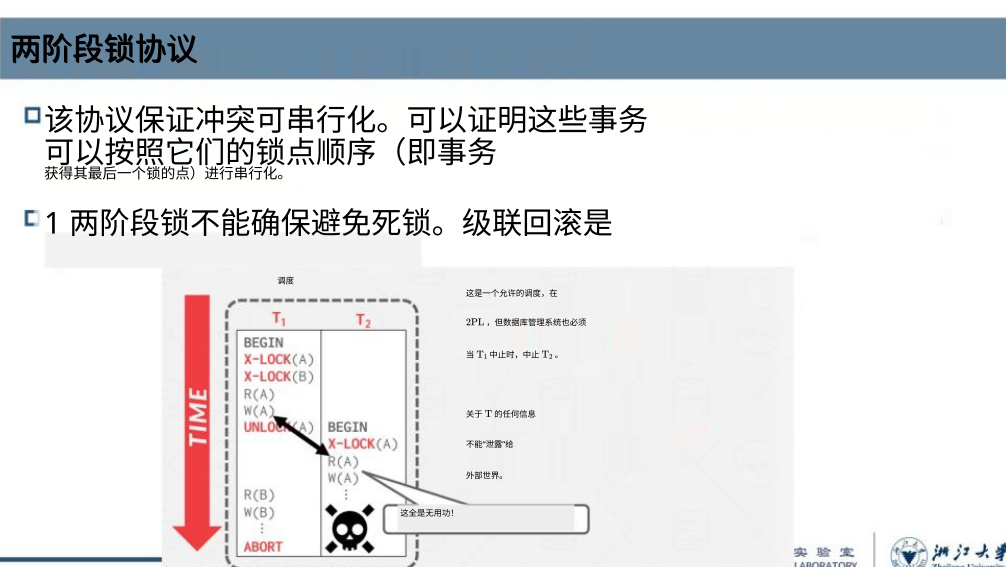 两阶段锁协议
该协议保证冲突可串行化。可以证明这些事务
可以按照它们的锁点顺序（即事务
获得其最后一个锁的点）进行串行化。
1 两阶段锁不能确保避免死锁。级联回滚是
调度
TIME
T1 T2
BEGIN
X-LOCK(A)
X-LOCK(B)
R(A)
W(A)
UNLOCK(A) BEGIN
X-LOCK(A)
R(A)
W(A)
R(B) ⋮
W(B)
⋮
ABORT
这全是无用功！
这是一个允许的调度，在
2PL ，但数据库管理系统也必须
当 T1 中止时，中止 T2 。
关于 T 的任何信息
不能“泄露”给
外部世界。
实 验 室
LABORATORY
浙江大学
Zhejiang University